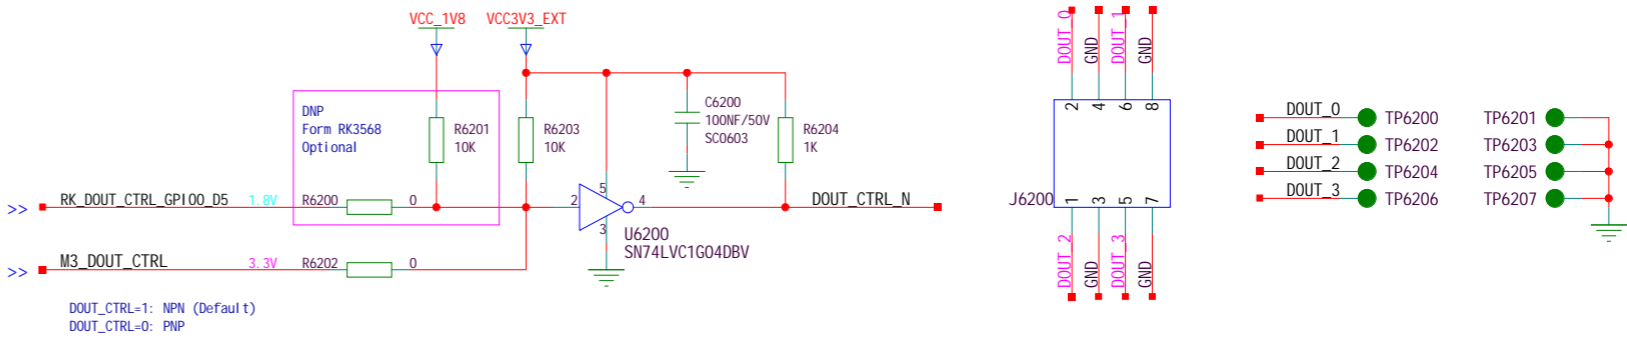 VCC_1V8
VCC3V3_EXT
DNP
Form RK3568
Optional
R6201
10K
R6203
10K
C6200
100NF/50V
SC0603
R6204
1K
>>
RK_DOUT_CTRL_GPIO0_D5
1.8V
R6200
0
2
5
4
3
DOUT_CTRL_N
U6200
SN74LVC1G04DBV
>>
M3_DOUT_CTRL
3.3V
R6202
0
DOUT_CTRL=1: NPN (Default)
DOUT_CTRL=0: PNP
DOUT_0
GND
DOUT_1
GND
2
4
6
8
J6200
1
3
5
7
DOUT_2
GND
DOUT_3
GND
DOUT_0
TP6200
TP6201
DOUT_1
TP6202
TP6203
DOUT_2
TP6204
TP6205
DOUT_3
TP6206
TP6207